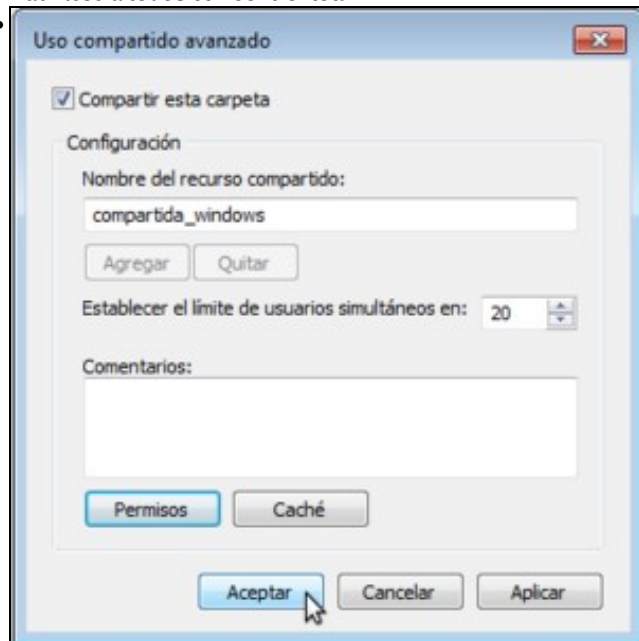 Uso compartido avanzado
Compartir esta carpeta
Configuración
Nombre del recurso compartido:
compartida_windows
Agregar Quitar
Establecer el límite de usuarios simultáneos en: 20
Comentarios:
Permisos Caché
Aceptar Cancelar Aplicar